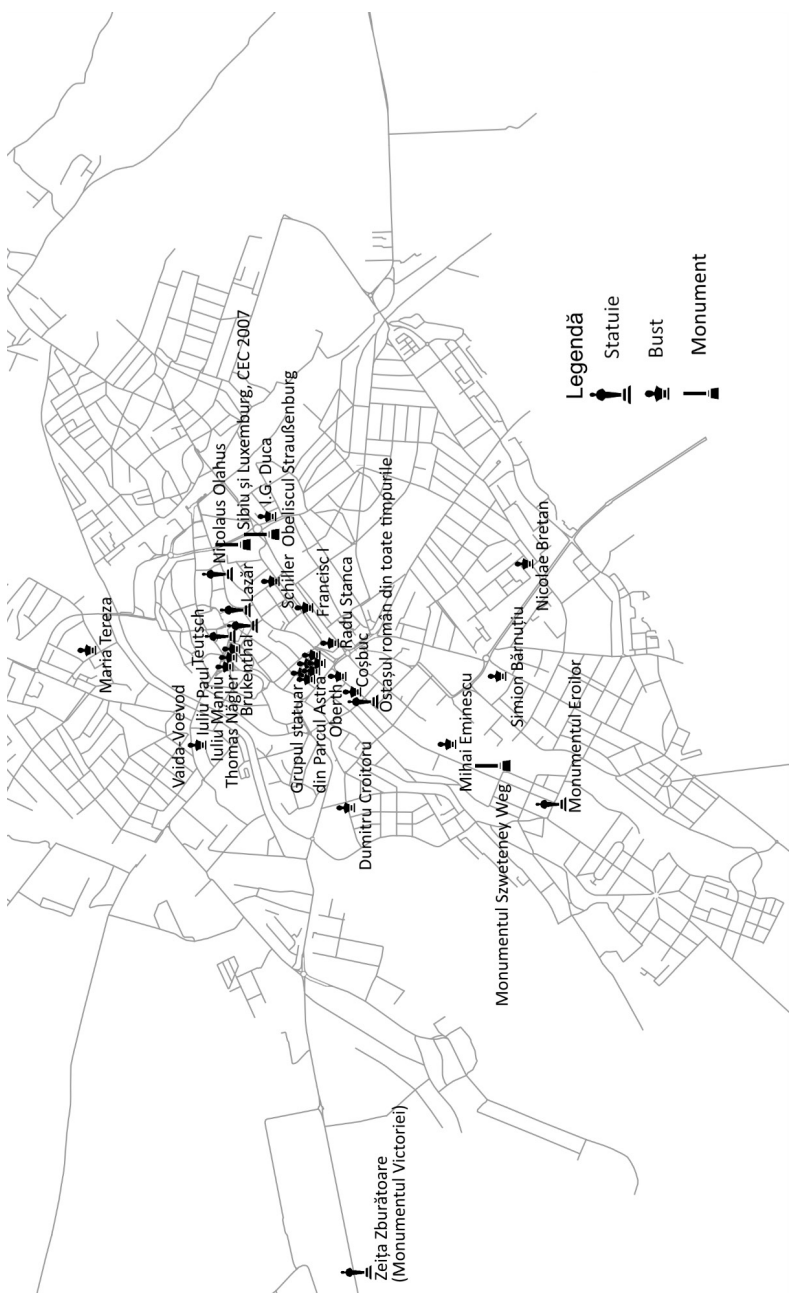 Maria Tereza
Vaida-Voevod
Iuliu Paul
Teutsch
Iuliu Maniu
Thomas Nägler
Brukenthal
Lazăr
Nicolaus Olahus
Sibiu și Luxemburg, CEC 2007
I.G. Duca
Obeliscul Straußenburg
Schiller
Francisc I
Grupul statuar
din Parcul Astra
Radu Stanca
Oberth
Coșbuc
Ostașul român din toate timpurile
Dumitru Croitoru
Mihai Eminescu
Monumentul Szweteney Weg
Simion Bărnuțiu
Nicolae Bretan
Monumentul Eroilor
Zeița Zburătoare
(Monumentul Victoriei)
Legendă
Statuie
Bust
Monument